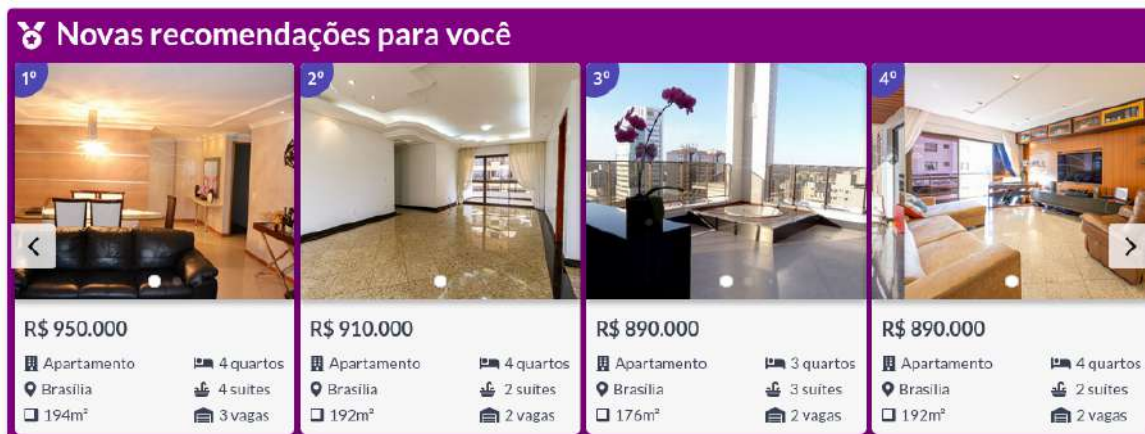 Novas recomendações para você
1º
2º
3º
4º
R$ 950.000
Apartamento
4 quartos
Brasília
4 suítes
194m²
3 vagas
R$ 910.000
Apartamento
4 quartos
Brasília
2 suítes
192m²
2 vagas
R$ 890.000
Apartamento
3 quartos
Brasília
3 suítes
176m²
2 vagas
R$ 890.000
Apartamento
4 quartos
Brasília
2 suítes
192m²
2 vagas